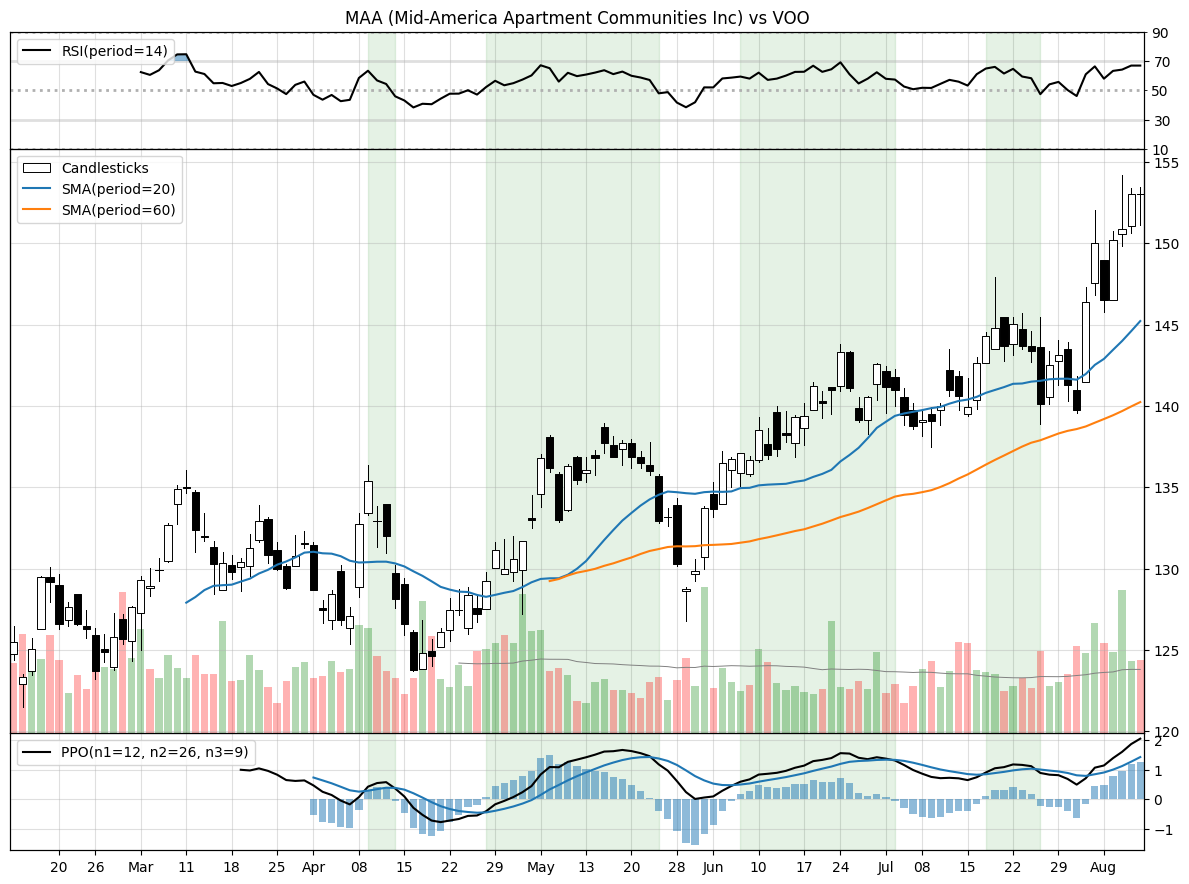 MAA (Mid-America Apartment Communities Inc) vs VOO
RSI(period=14)
90
70
50
30
10
Candlesticks
SMA(period=20)
SMA(period=60)
155
150
145
140
135
130
125
120
PPO(n1=12, n2=26, n3=9)
2
1
0
−1
20 26 Mar 11 18 25 Apr 08 15 22 29 May 13 20 28 Jun 10 17 24 Jul 08 15 22 29 Aug